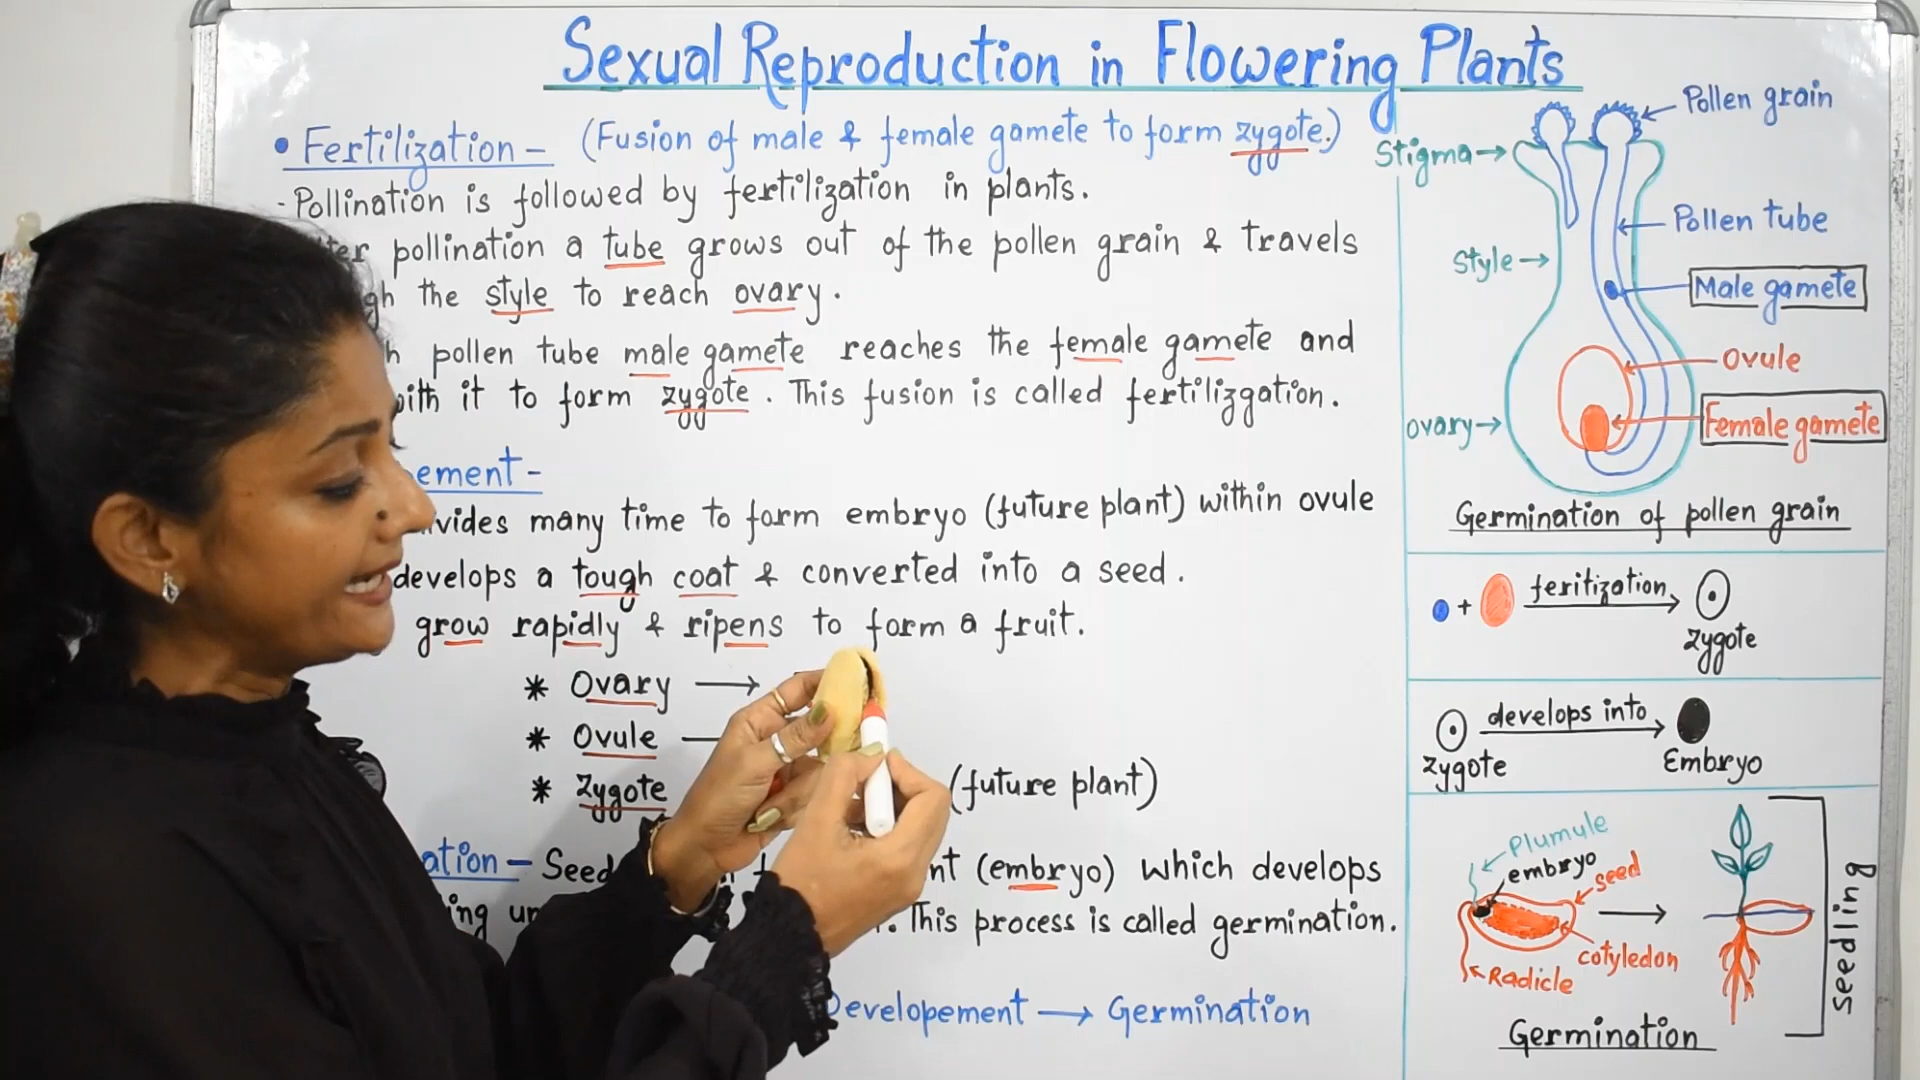 Sexual Reproduction in Flowering Plants
• Fertilization - (Fusion of male & female gamete to form zygote.)
- Pollination is followed by fertilization in plants.
pollination a tube grows out of the pollen grain & travels
the style to reach ovary.
pollen tube male gamete reaches the female gamete and
with it to form zygote. This fusion is called fertilizgation.
ement -
vides many time to form embryo (future plant) within ovule
develops a tough coat & converted into a seed.
grow rapidly & ripens to form a fruit.
* Ovary →
* Ovule
* Zygote (future plant)
ation - Seed nt (embryo) which develops
ing un This process is called germination.
Developement → Germination
Pollen grain
Stigma
Pollen tube
Style
Male gamete
Ovule
ovary
Female gamete
Germination of pollen grain
+ feritization
zygote
develops into
zygote Embryo
Plumule
embryo
seed
cotyledon
Radicle
seedling
Germination